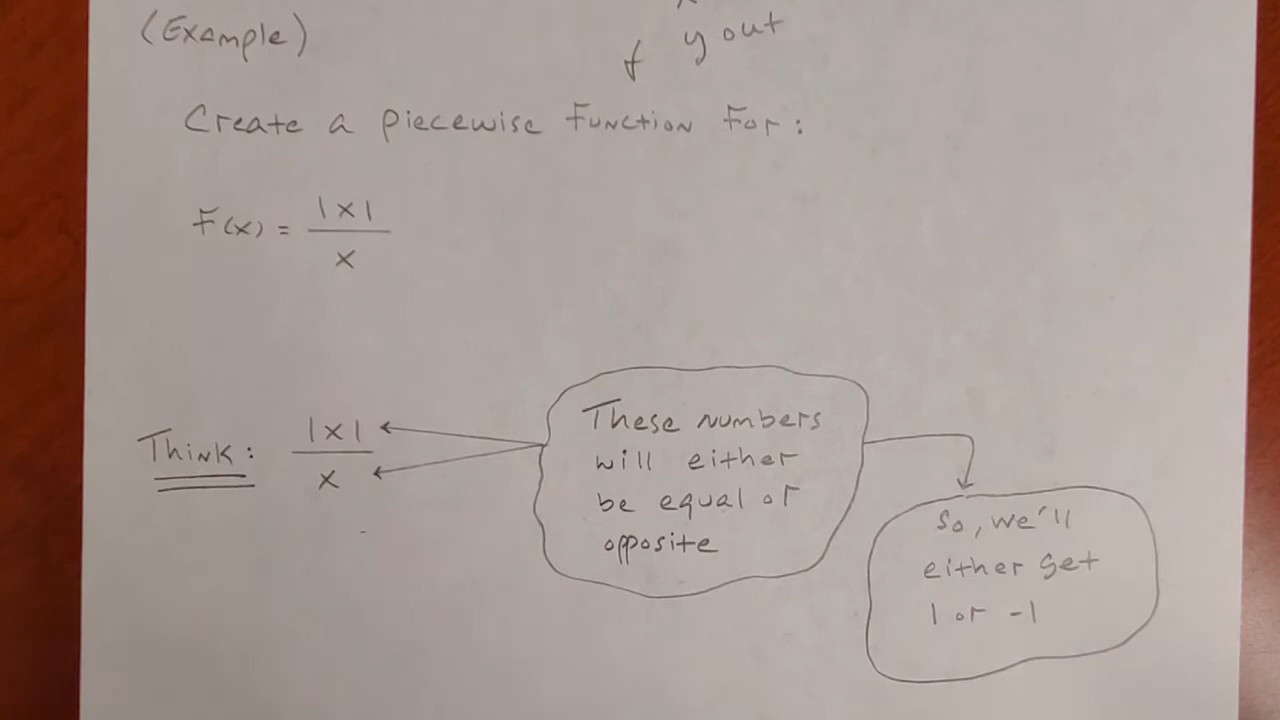 (Example)
y out
f
Create a piecewise function for:
F(x) = |x| / x
Think: |x| / x
These numbers
will either
be equal or
opposite
So, we'll
either get
1 or -1